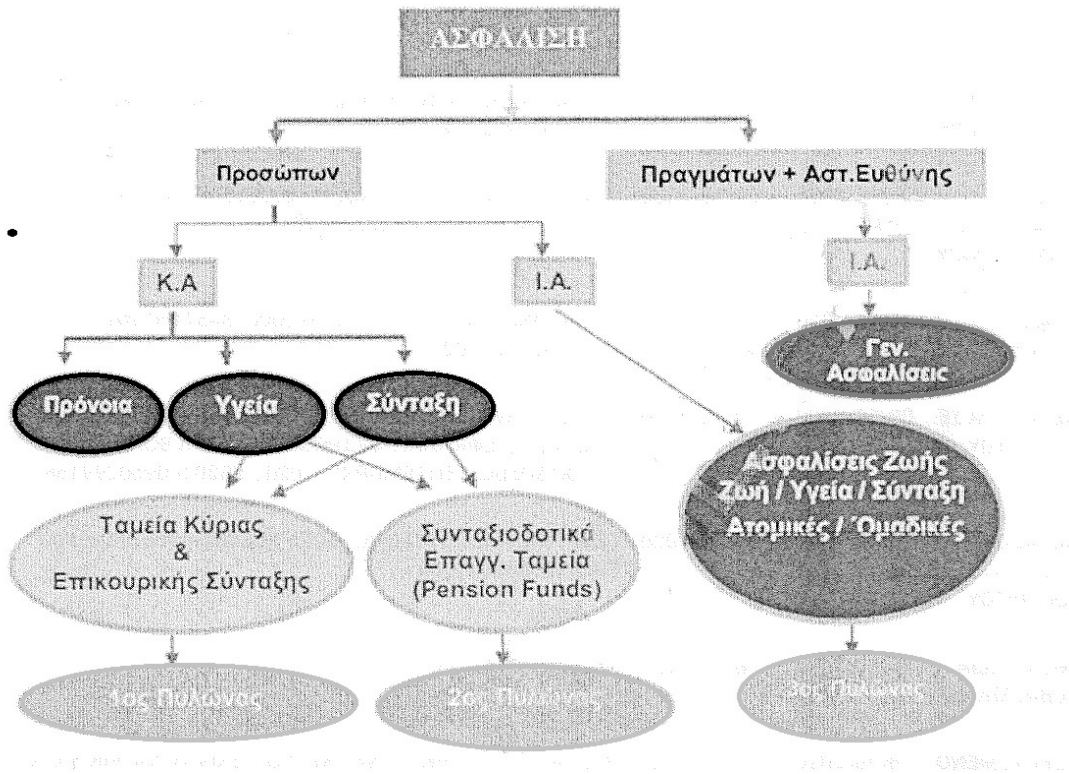 ΑΣΦΑΛΙΣΗ
Προσώπων
Πραγμάτων + Αστ.Ευθύνης
Κ.Α
Ι.Α.
Ι.Α.
Γεν.
Ασφαλίσεις
Πρόνοια
Υγεία
Σύνταξη
Ασφαλίσεις Ζωής
Ζωή / Υγεία / Σύνταξη
Ατομικές / Όμαδικές
Ταμεία Κύριας
&
Επικουρικής Σύνταξης
Συνταξιοδοτικά
Επαγγ. Ταμεία
(Pension Funds)
1ος Πυλώνας
2ος Πυλώνας
3ος Πυλώνας